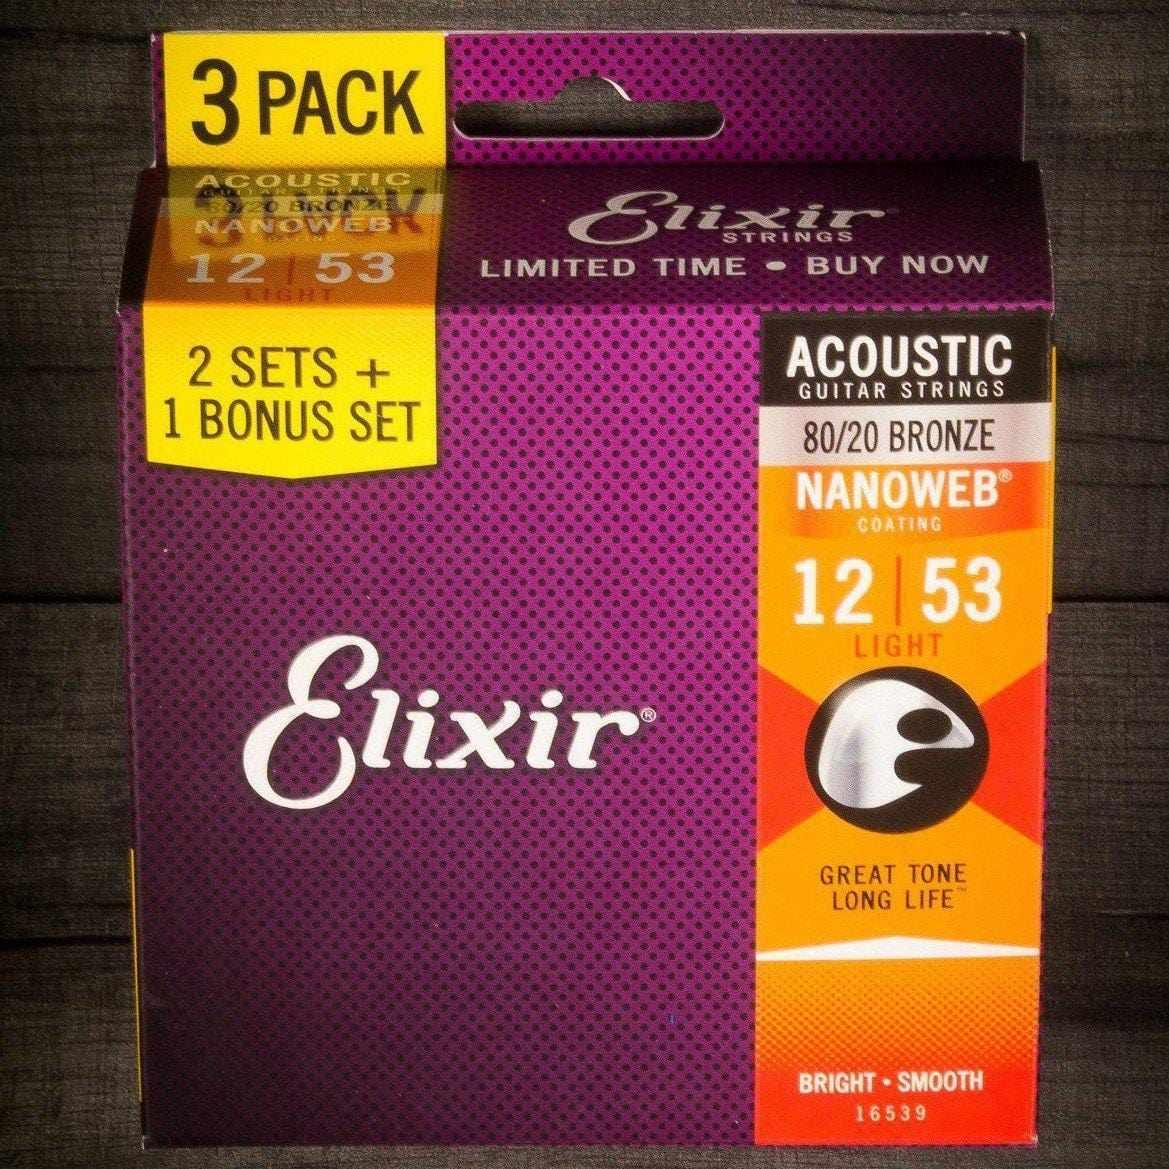 3 PACK
ACOUSTIC
80/20 BRONZE
NANOWEB
12 | 53
LIGHT
Elixir
STRINGS
LIMITED TIME • BUY NOW
2 SETS +
1 BONUS SET
ACOUSTIC
GUITAR STRINGS
80/20 BRONZE
NANOWEB®
COATING
12 | 53
LIGHT
Elixir®
GREAT TONE
LONG LIFE™
BRIGHT • SMOOTH
16539